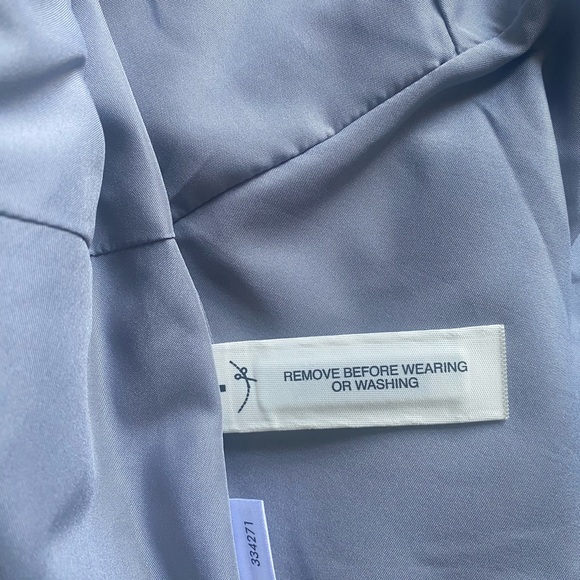 REMOVE BEFORE WEARING
OR WASHING
334271